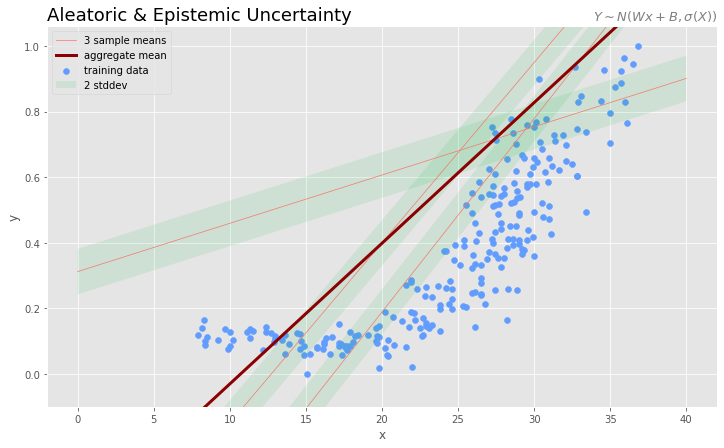 Aleatoric & Epistemic Uncertainty
Y ~ N(Wx + B, σ(X))
3 sample means
aggregate mean
training data
2 stddev
1.0
0.8
0.6
0.4
0.2
0.0
y
0 5 10 15 20 25 30 35 40
x